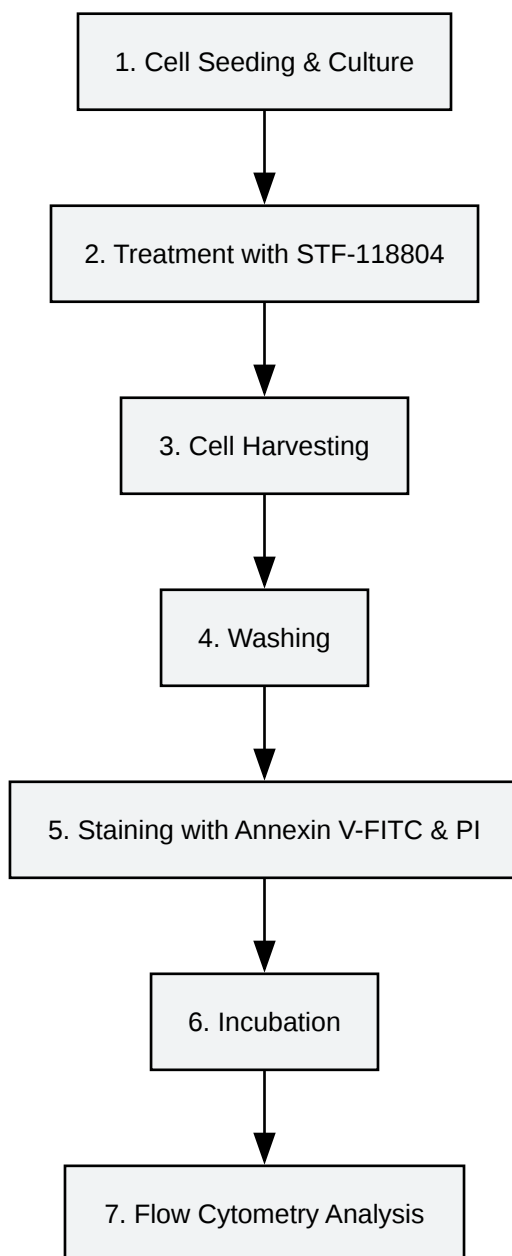 1. Cell Seeding & Culture
2. Treatment with STF-118804
3. Cell Harvesting
4. Washing
5. Staining with Annexin V-FITC & PI
6. Incubation
7. Flow Cytometry Analysis